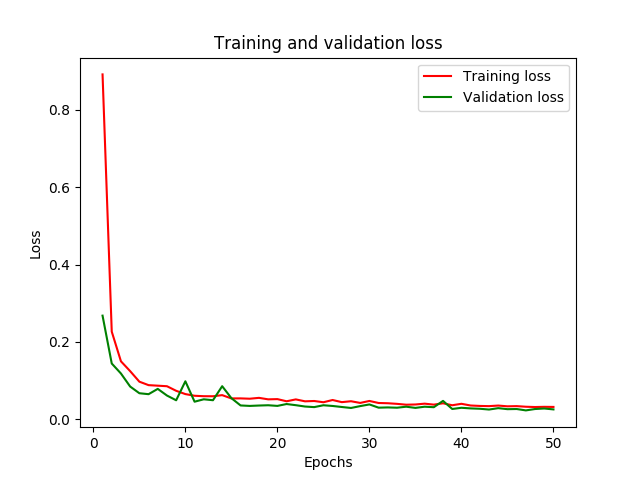 Training and validation loss
Training loss
Validation loss
0.8
0.6
0.4
0.2
0.0
Loss
0 10 20 30 40 50
Epochs